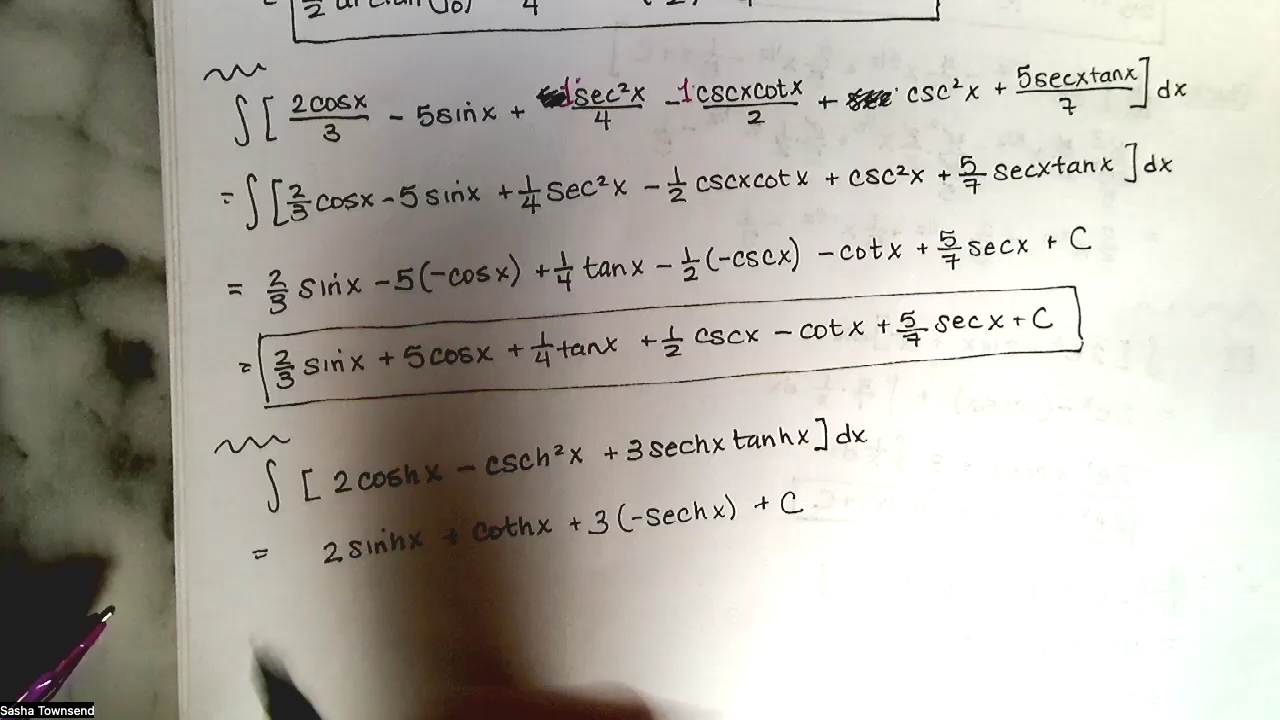 ∫ [ 2cosx/3 - 5sinx + 1sec²x/4 - 1cscxcotx/2 + csc²x + 5secxtanx/7 ] dx
= ∫ [ 2/3 cosx - 5 sinx + 1/4 sec²x - 1/2 cscxcotx + csc²x + 5/7 secxtanx ] dx
= 2/3 sinx - 5(-cosx) + 1/4 tanx - 1/2 (-cscx) - cotx + 5/7 secx + C
= 2/3 sinx + 5cosx + 1/4 tanx + 1/2 cscx - cotx + 5/7 secx + C
∫ [ 2coshx - csch²x + 3sechx tanhx ] dx
= 2sinhx + cothx + 3(-sechx) + C
Sasha Townsend